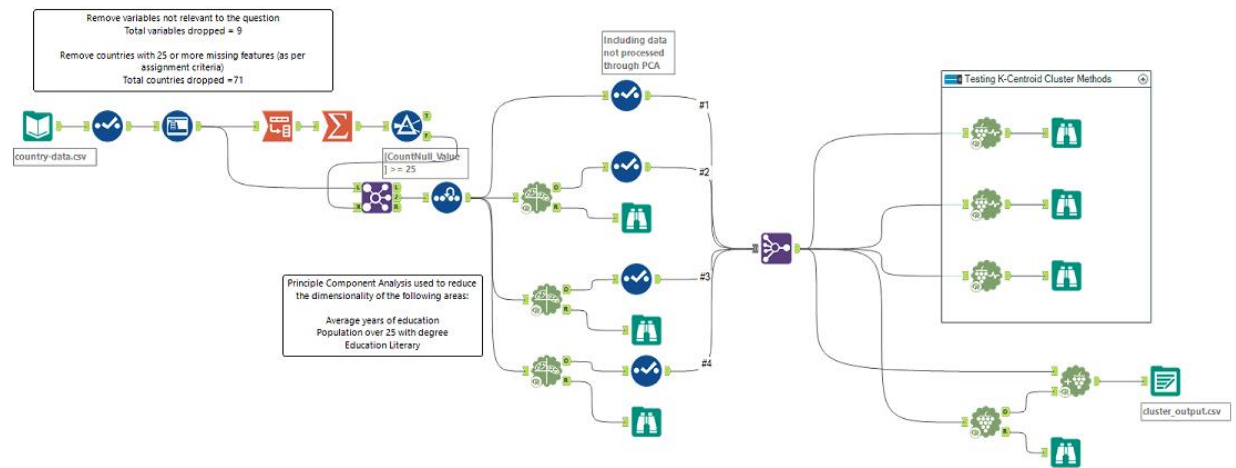 Remove variables not relevant to the question
Total variables dropped = 9
Remove countries with 25 or more missing features (as per
assignment criteria)
Total countries dropped =71
country-data.csv
[CountNull_Value
] >= 25
Principle Component Analysis used to reduce
the dimensionality of the following areas:
Average years of education
Population over 25 with degree
Education Literary
Including data
not processed
through PCA
#1
#2
#3
#4
Testing K-Centroid Cluster Methods
cluster_output.csv